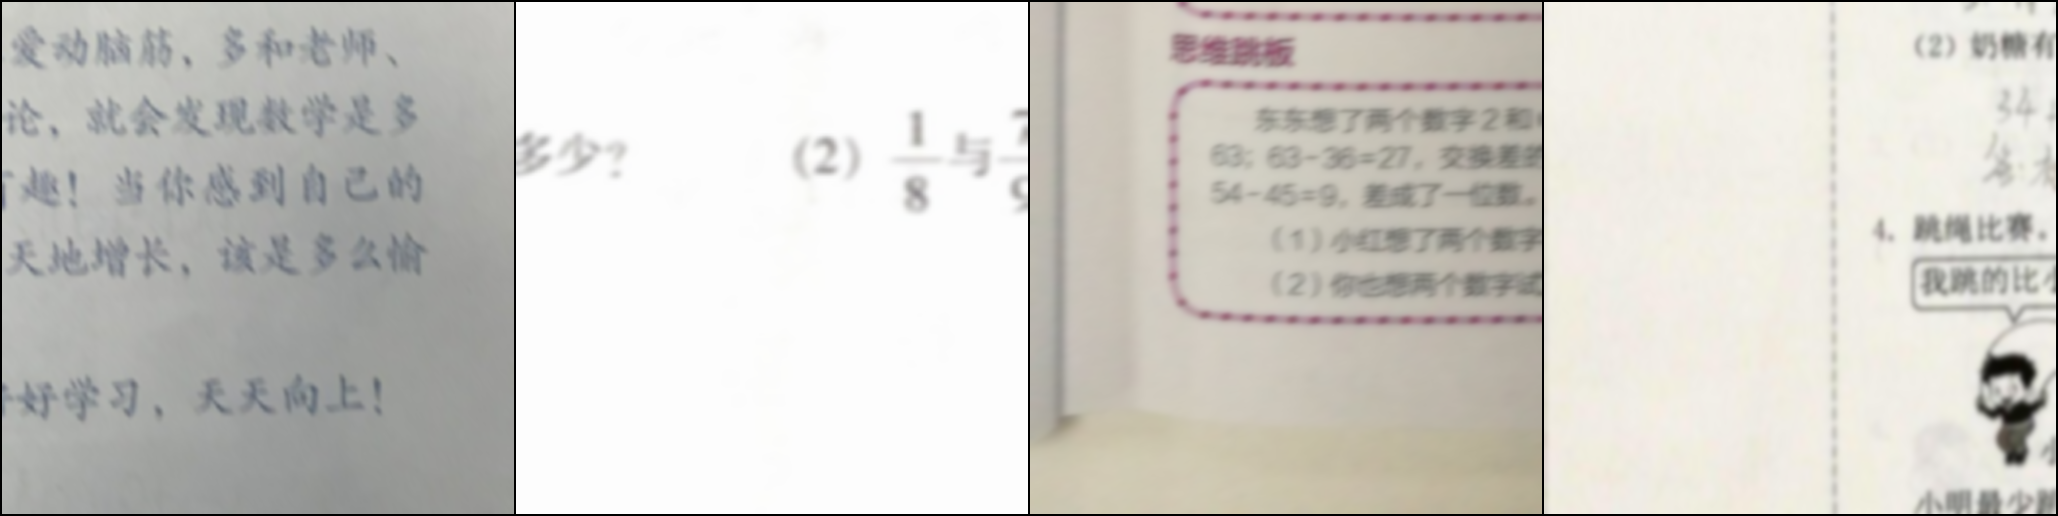 爱动脑筋，多和老师、
论，就会发现数学是多
趣！当你感到自己的
天地增长，该是多么愉
好学习，天天向上！
多少？
(2) 1/8 与
思维跳板
东东想了两个数字2和
63；63-36=27，交换差的
54-45=9，差成了一位数。
（1）小红想了两个数字
（2）你也想两个数字试
（2）奶糖有
34
答：
4. 跳绳比赛.
我跳的比小
小明最少跳